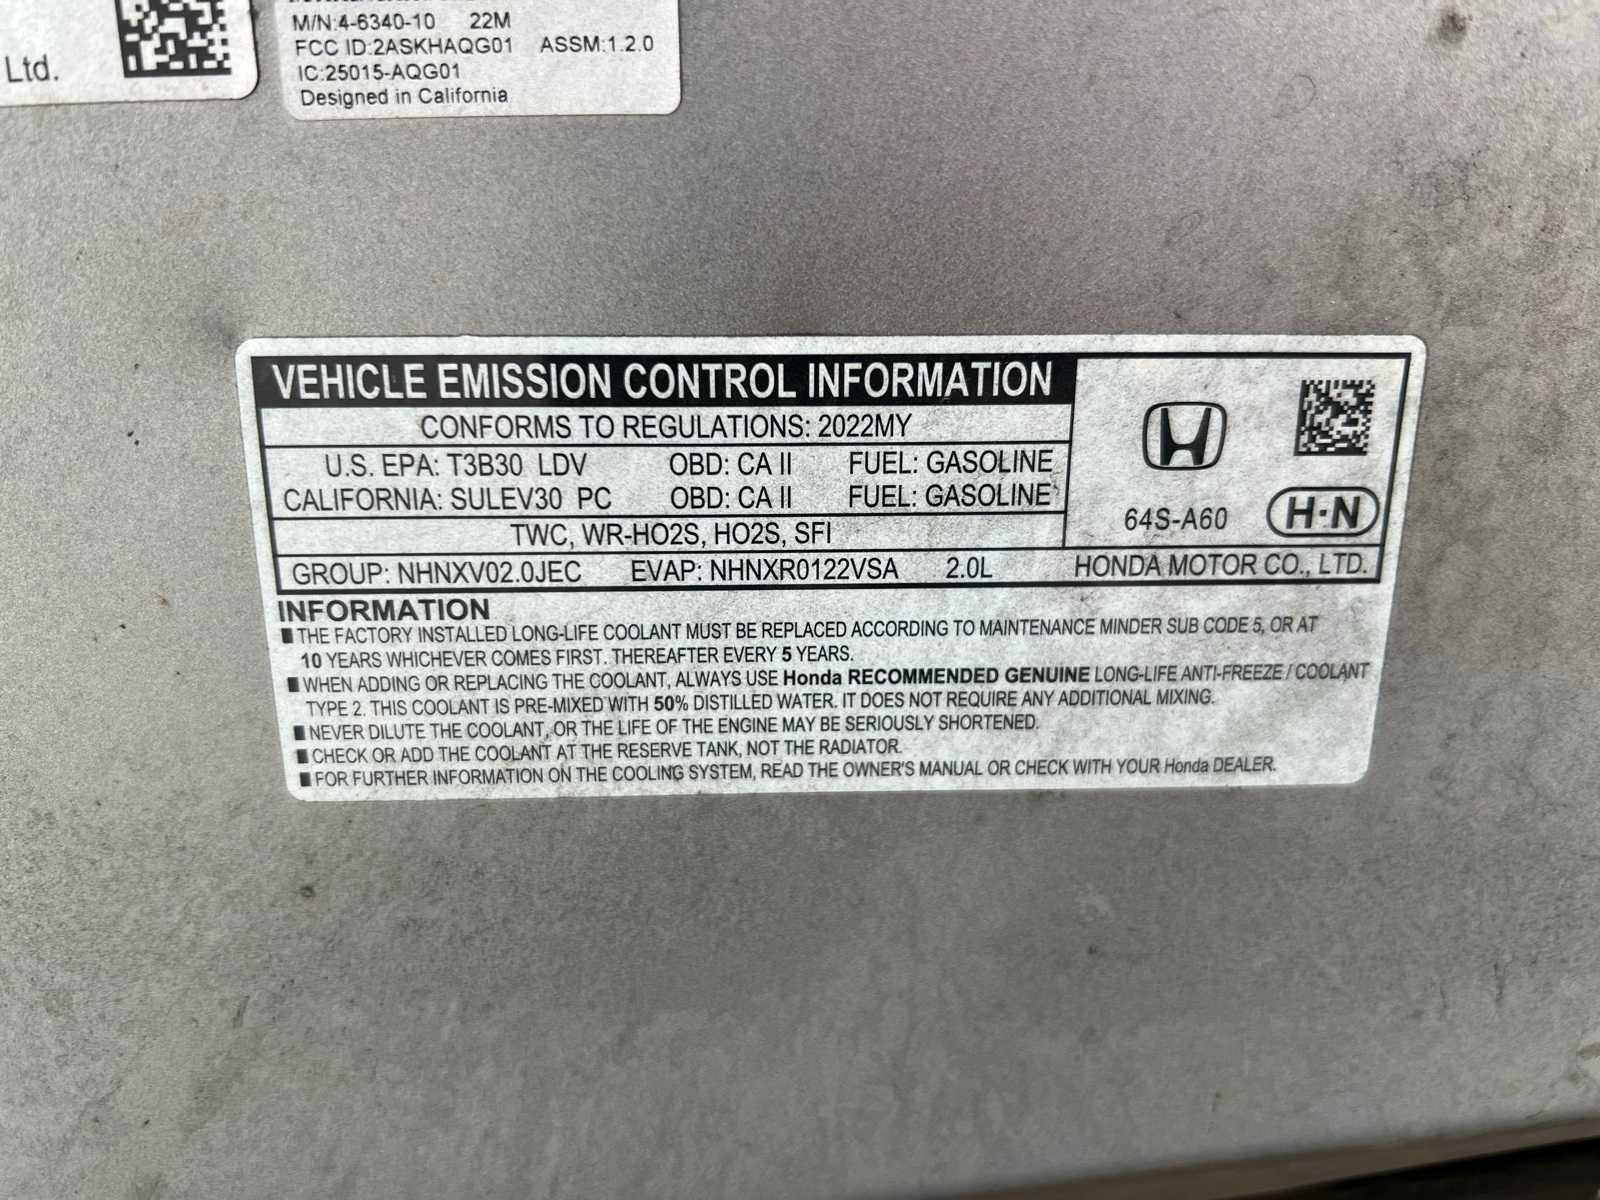 Ltd.
M/N:4-6340-10 22M
FCC ID:2ASKHAQG01 ASSM:1.2.0
IC:25015-AQG01
Designed in California
VEHICLE EMISSION CONTROL INFORMATION
CONFORMS TO REGULATIONS: 2022MY
U.S. EPA: T3B30 LDV OBD: CA II FUEL: GASOLINE
CALIFORNIA: SULEV30 PC OBD: CA II FUEL: GASOLINE
64S-A60 H·N
TWC, WR-HO2S, HO2S, SFI
GROUP: NHNXV02.0JEC EVAP: NHNXR0122VSA 2.0L HONDA MOTOR CO., LTD.
INFORMATION
■ THE FACTORY INSTALLED LONG-LIFE COOLANT MUST BE REPLACED ACCORDING TO MAINTENANCE MINDER SUB CODE 5, OR AT
10 YEARS WHICHEVER COMES FIRST. THEREAFTER EVERY 5 YEARS.
■ WHEN ADDING OR REPLACING THE COOLANT, ALWAYS USE Honda RECOMMENDED GENUINE LONG-LIFE ANTI-FREEZE / COOLANT
TYPE 2. THIS COOLANT IS PRE-MIXED WITH 50% DISTILLED WATER. IT DOES NOT REQUIRE ANY ADDITIONAL MIXING.
■ NEVER DILUTE THE COOLANT, OR THE LIFE OF THE ENGINE MAY BE SERIOUSLY SHORTENED.
■ CHECK OR ADD THE COOLANT AT THE RESERVE TANK, NOT THE RADIATOR.
■ FOR FURTHER INFORMATION ON THE COOLING SYSTEM, READ THE OWNER'S MANUAL OR CHECK WITH YOUR Honda DEALER.